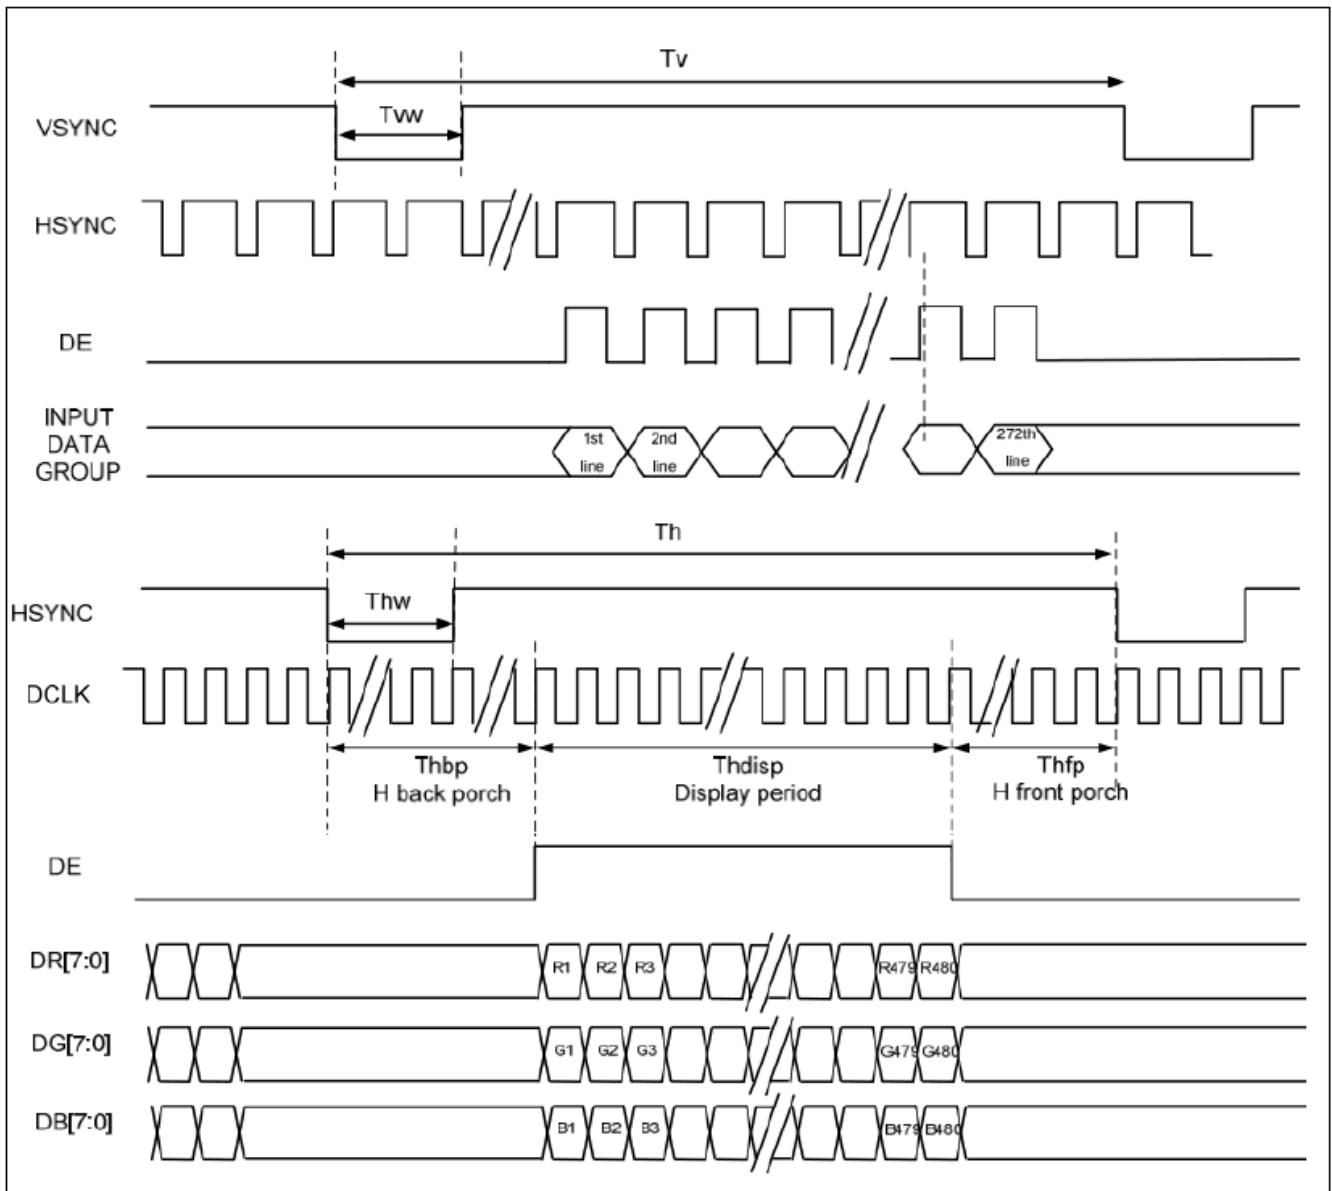 Tv
VSYNC
Tvw
HSYNC
DE
INPUT
DATA
GROUP
1st
line
2nd
line
272th
line
Th
HSYNC
Thw
DCLK
Thbp
H back porch
Thdisp
Display period
Thfp
H front porch
DE
DR[7:0]
R1 R2 R3 R479 R480
DG[7:0]
G1 G2 G3 G479 G480
DB[7:0]
B1 B2 B3 B479 B480